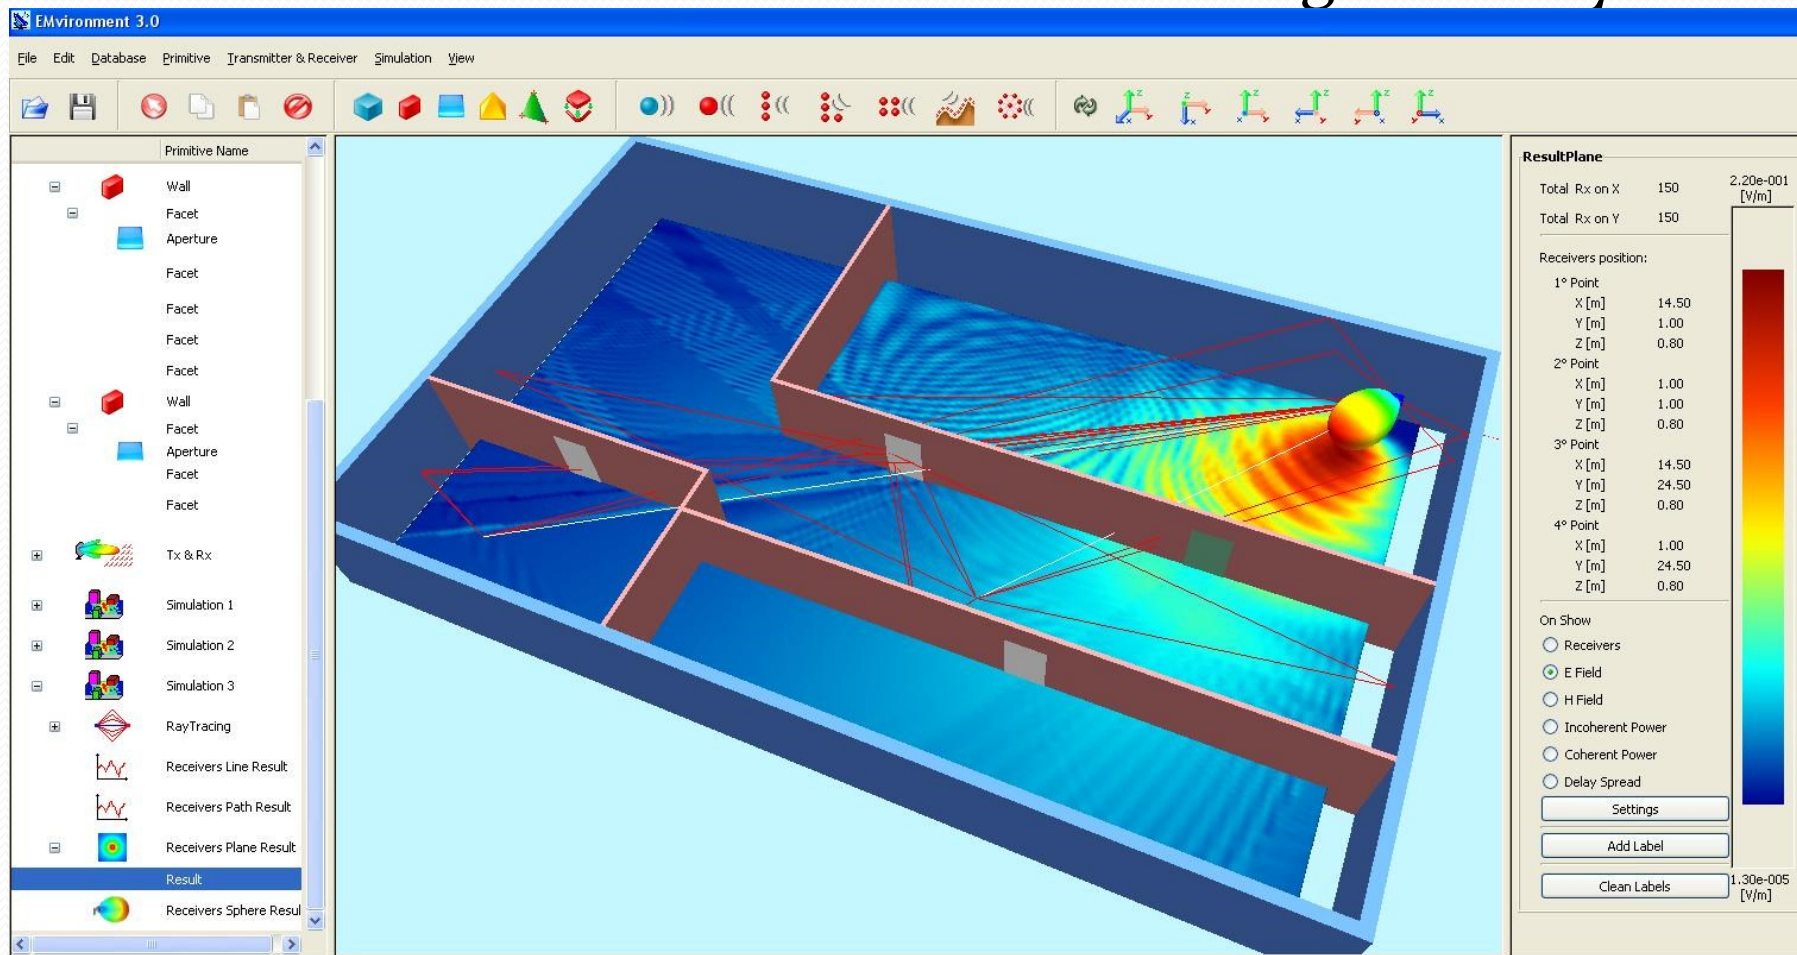 EMvironment 3.0
File Edit Database Primitive Transmitter & Receiver Simulation View
Primitive Name
Wall
Facet
Aperture
Facet
Facet
Facet
Facet
Wall
Facet
Aperture
Facet
Facet
Tx & Rx
Simulation 1
Simulation 2
Simulation 3
RayTracing
Receivers Line Result
Receivers Path Result
Receivers Plane Result
Result
Receivers Sphere Resul
ResultPlane
Total Rx on X 150
Total Rx on Y 150
2.20e-001
[V/m]
Receivers position:
1° Point
X [m] 14.50
Y [m] 1.00
Z [m] 0.80
2° Point
X [m] 1.00
Y [m] 1.00
Z [m] 0.80
3° Point
X [m] 14.50
Y [m] 24.50
Z [m] 0.80
4° Point
X [m] 1.00
Y [m] 24.50
Z [m] 0.80
On Show
Receivers
E Field
H Field
Incoherent Power
Coherent Power
Delay Spread
Settings
Add Label
Clean Labels
1.30e-005
[V/m]